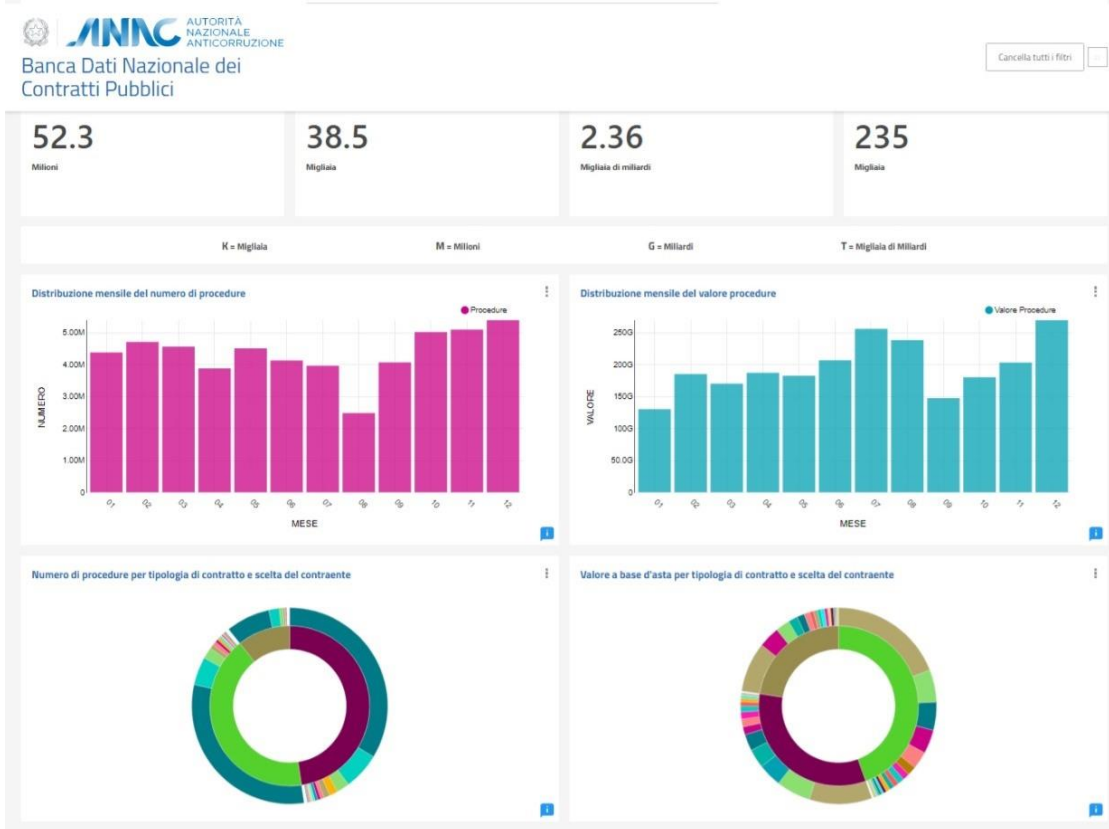 ANAC
AUTORITÀ
NAZIONALE
ANTICORRUZIONE
Banca Dati Nazionale dei
Contratti Pubblici
Cancella tutti i filtri
52.3
Milioni
38.5
Migliaia
2.36
Migliaia di miliardi
235
Migliaia
K = Migliaia
M = Milioni
G = Miliardi
T = Migliaia di Miliardi
Distribuzione mensile del numero di procedure
Procedure
5.00M
4.00M
3.00M
2.00M
1.00M
0
NUMERO
01 02 03 04 05 06 07 08 09 10 11 12
MESE
Distribuzione mensile del valore procedure
Valore Procedure
250G
200G
150G
100G
50.0G
0
VALORE
01 02 03 04 05 06 07 08 09 10 11 12
MESE
Numero di procedure per tipologia di contratto e scelta del contraente
Valore a base d'asta per tipologia di contratto e scelta del contraente